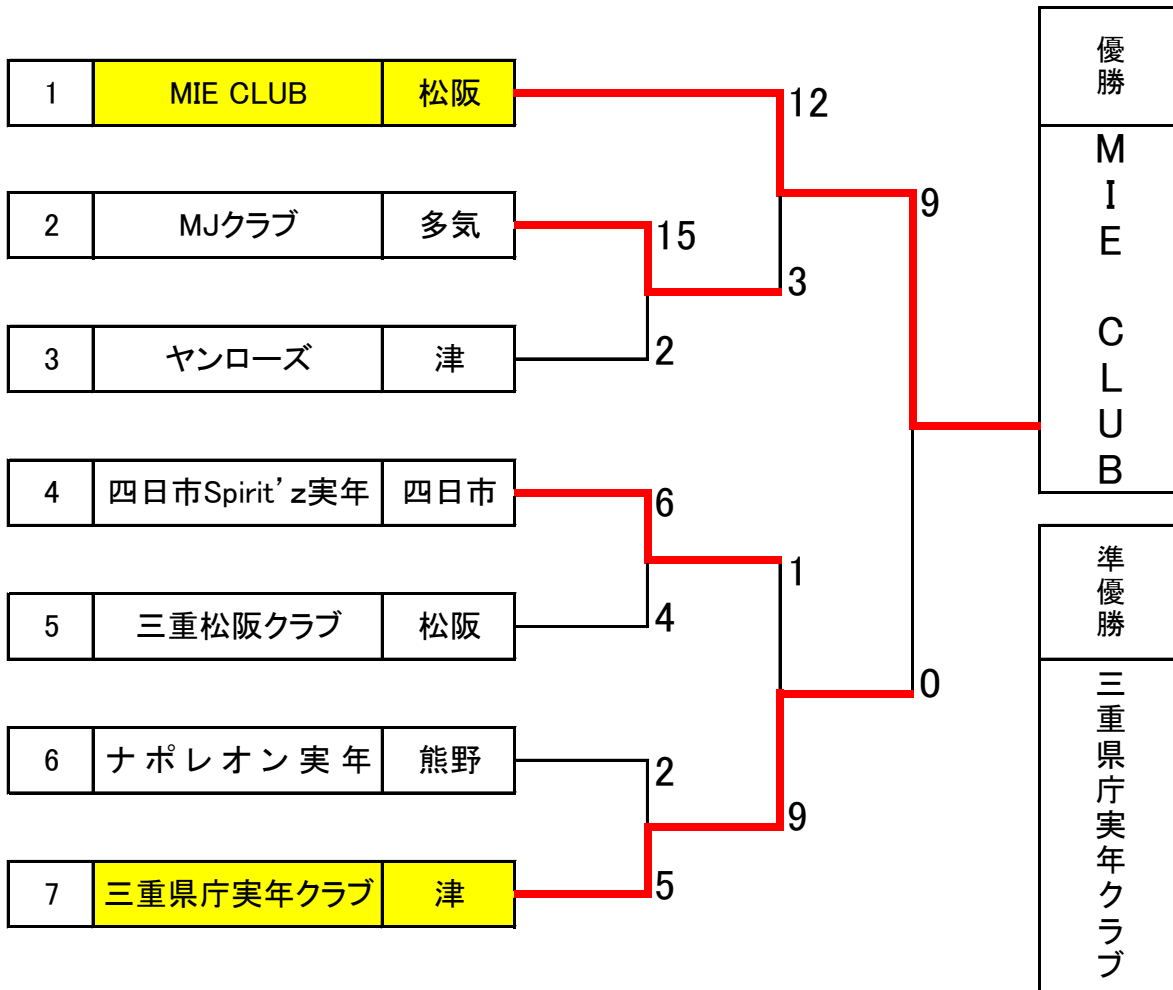 1 MIE CLUB 松阪
2 MJクラブ 多気
3 ヤンローズ 津
4 四日市Spirit’z実年 四日市
5 三重松阪クラブ 松阪
6 ナポレオン実年 熊野
7 三重県庁実年クラブ 津
15
2
6
4
2
5
12
3
1
9
9
0
優勝
MIE CLUB
準優勝
三重県庁実年クラブ